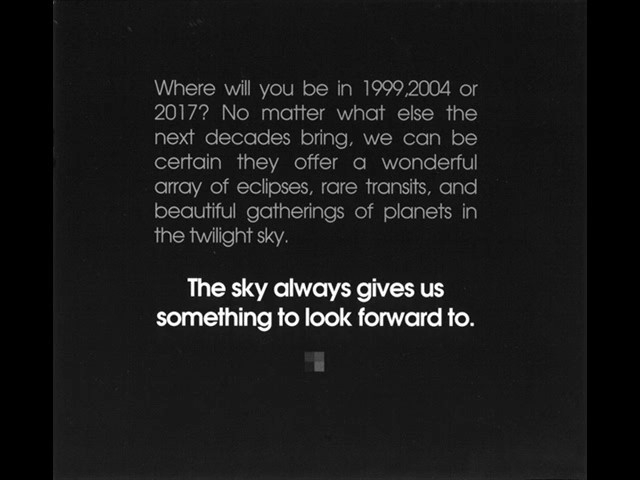 Where will you be in 1999,2004 or
2017? No matter what else the
next decades bring, we can be
certain they offer a wonderful
array of eclipses, rare transits, and
beautiful gatherings of planets in
the twilight sky.
The sky always gives us
something to look forward to.